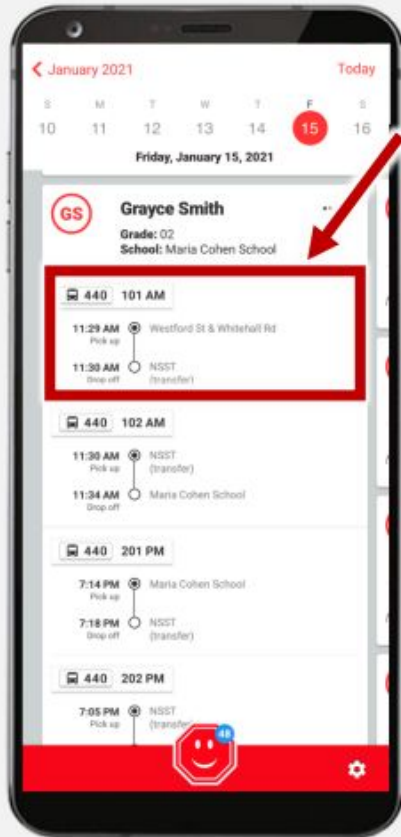 January 2021 Today
S M T W T F S
10 11 12 13 14 15 16
Friday, January 15, 2021
GS Grayce Smith
Grade: 02
School: Maria Cohen School
440 101 AM
11:29 AM Westford St & Whitehall Rd
Pick up
11:30 AM NSST
Drop off (transfer)
440 102 AM
11:30 AM NSST
Pick up (transfer)
11:34 AM Maria Cohen School
Drop off
440 201 PM
7:14 PM Maria Cohen School
Pick up
7:18 PM NSST
Drop off (transfer)
440 202 PM
7:05 PM NSST
Pick up (transfer)
48